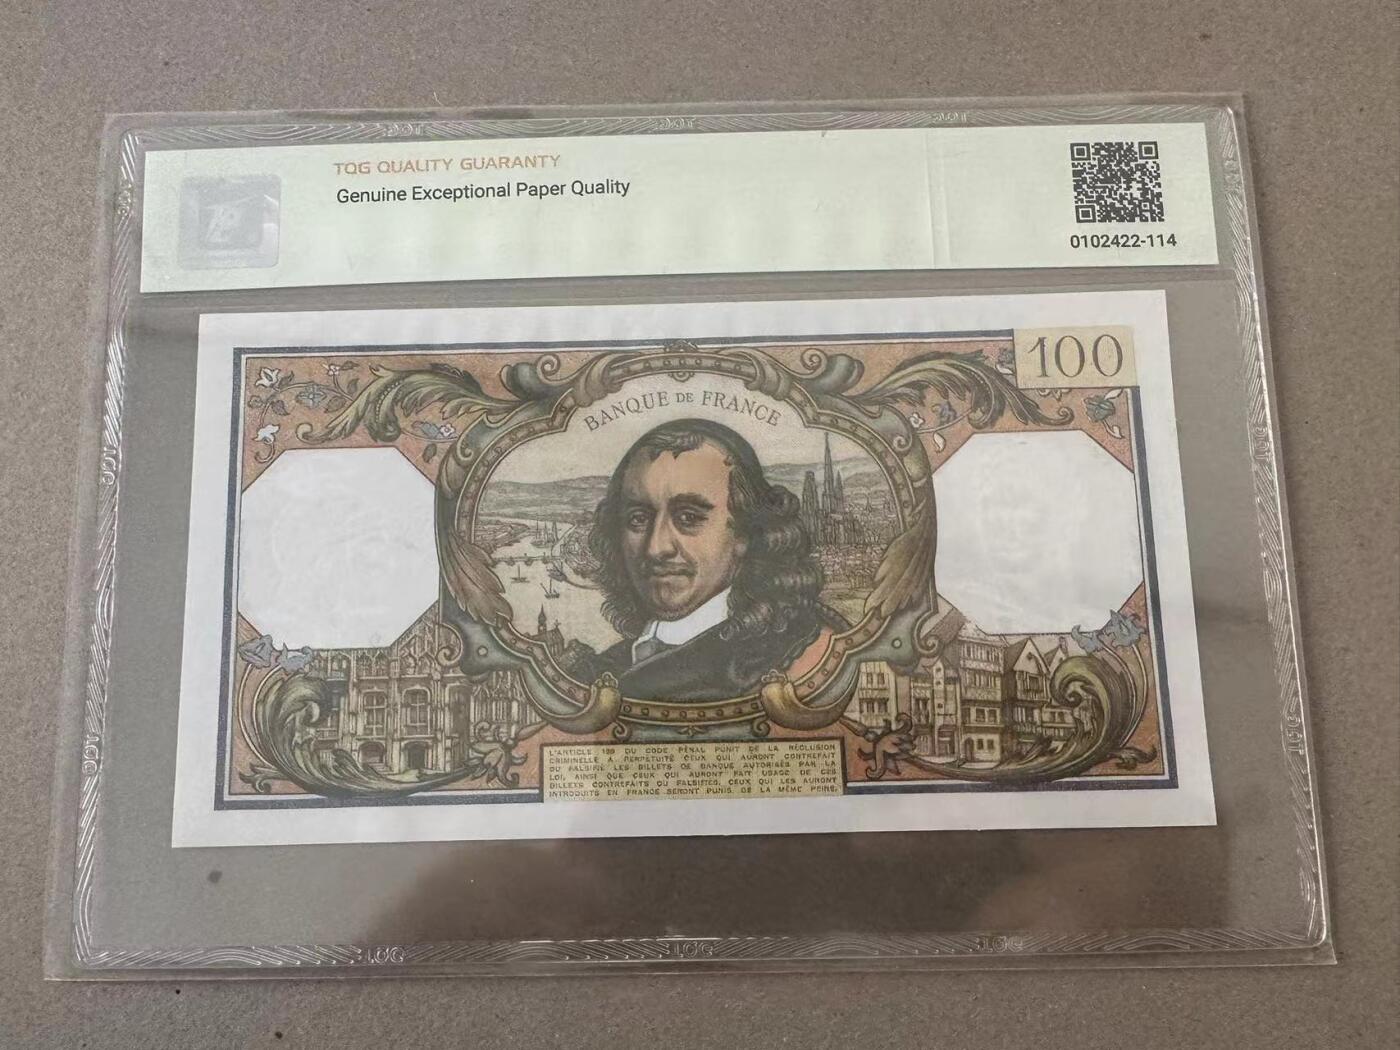 TQG QUALITY GUARANTY
Genuine Exceptional Paper Quality
0102422-114
100
BANQUE DE FRANCE
L'ARTICLE 139 DU CODE PÉNAL PUNIT DE LA RÉCLUSION
CRIMINELLE À PERPÉTUITÉ CEUX QUI AURONT CONTREFAIT
OU FALSIFIÉ LES BILLETS DE BANQUE AUTORISÉS PAR LA
LOI, AINSI QUE CEUX QUI AURONT FAIT USAGE DE CES
BILLETS CONTREFAITS OU FALSIFIÉS. CEUX QUI LES AURONT
INTRODUITS EN FRANCE SERONT PUNIS DE LA MÊME PEINE.